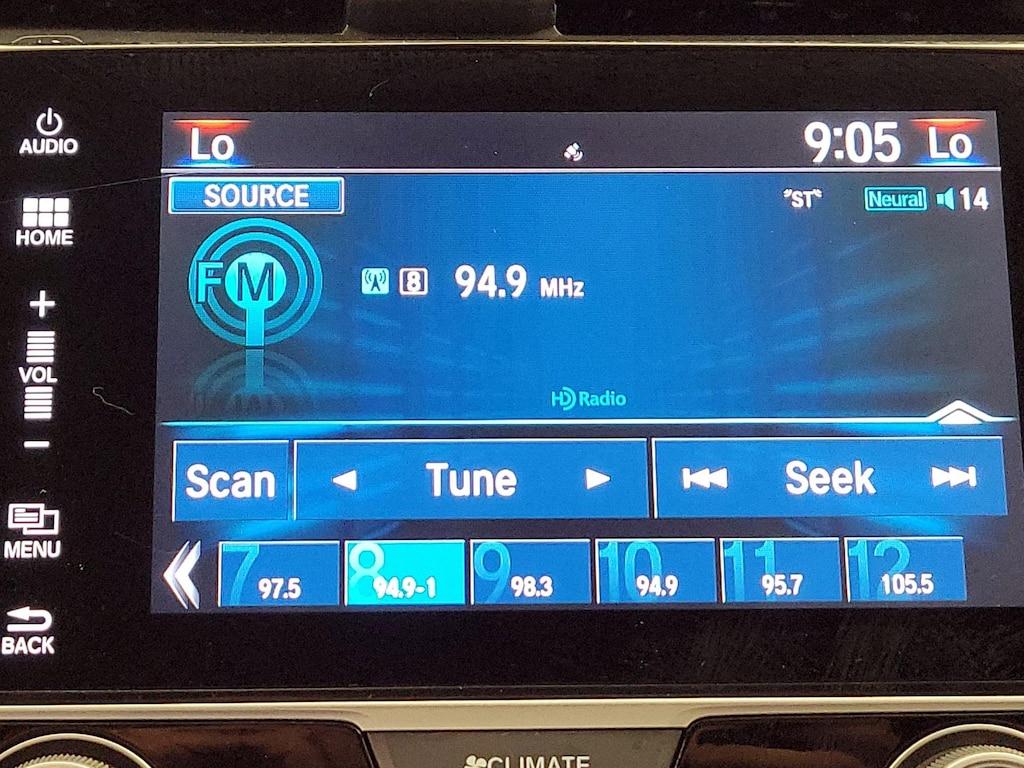 AUDIO
Lo
9:05 Lo
SOURCE
"ST"
Neural 14
HOME
FM
8 94.9 MHz
+
VOL
-
HD Radio
Scan
Tune
Seek
MENU
7 97.5
8 94.9-1
9 98.3
10 94.9
11 95.7
12 105.5
BACK
CLIMATE